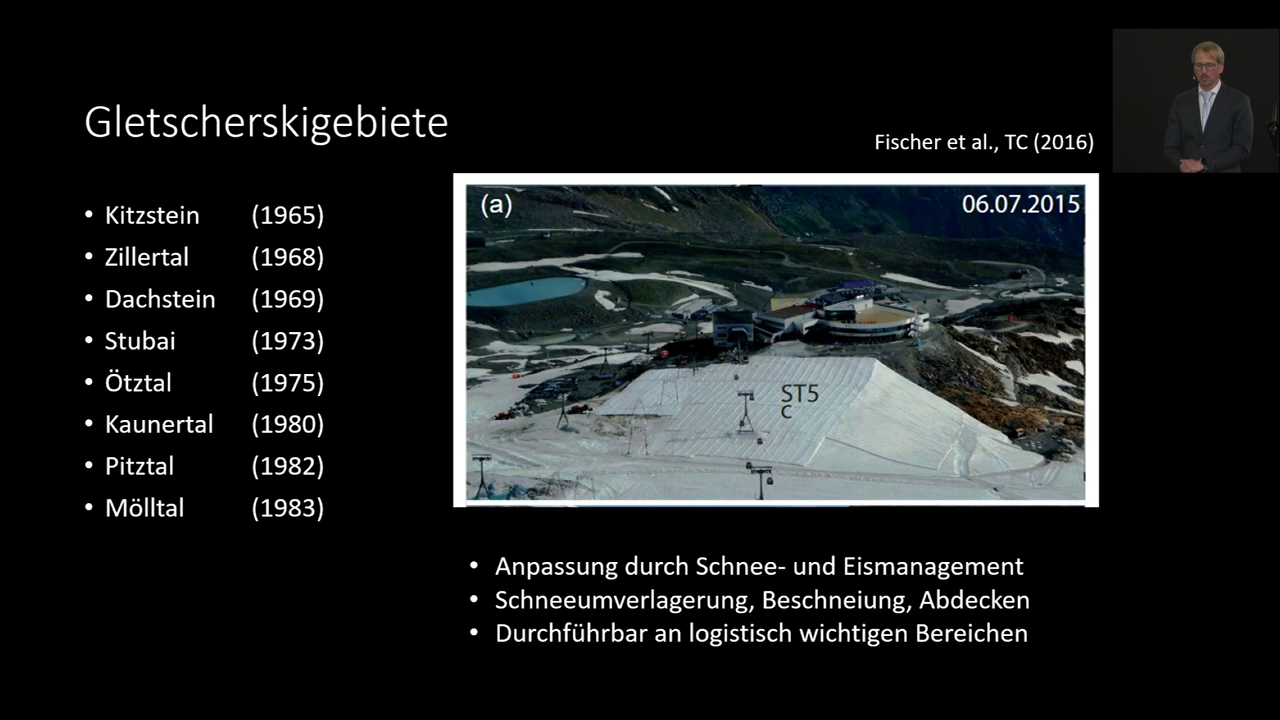 Gletscherskigebiete
Fischer et al., TC (2016)
• Kitzstein (1965)
• Zillertal (1968)
• Dachstein (1969)
• Stubai (1973)
• Ötztal (1975)
• Kaunertal (1980)
• Pitztal (1982)
• Mölltal (1983)
(a) 06.07.2015
ST5
C
• Anpassung durch Schnee- und Eismanagement
• Schneeumverlagerung, Beschneiung, Abdecken
• Durchführbar an logistisch wichtigen Bereichen